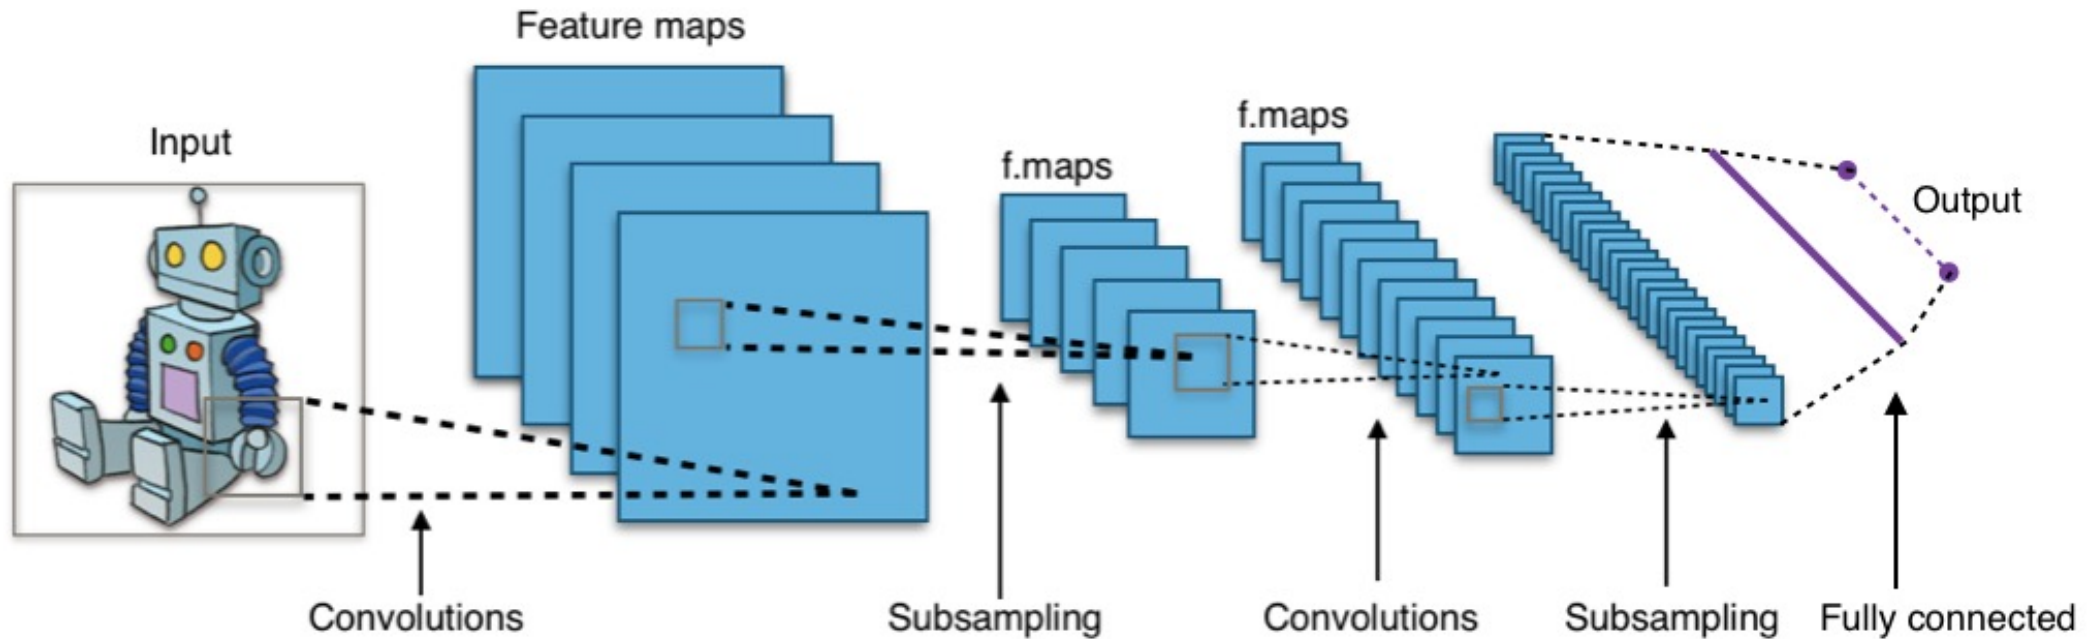 Feature maps
f.maps
Input
f.maps
Output
Convolutions
Subsampling
Convolutions
Subsampling
Fully connected